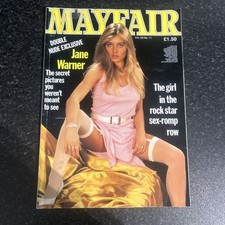 MAYFAIR
DOUBLE
NUDE EXCLUSIVE
Jane
Warner
The secret
pictures
you
weren't
meant to
see
£1.50
The girl
in the
rock star
sex-romp
row